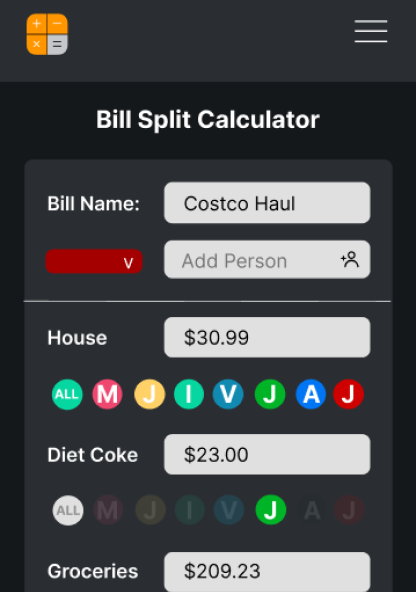 Bill Split Calculator
Bill Name: Costco Haul
v Add Person
House $30.99
ALL M J I V J A J
Diet Coke $23.00
ALL M J I V J A J
Groceries $209.23